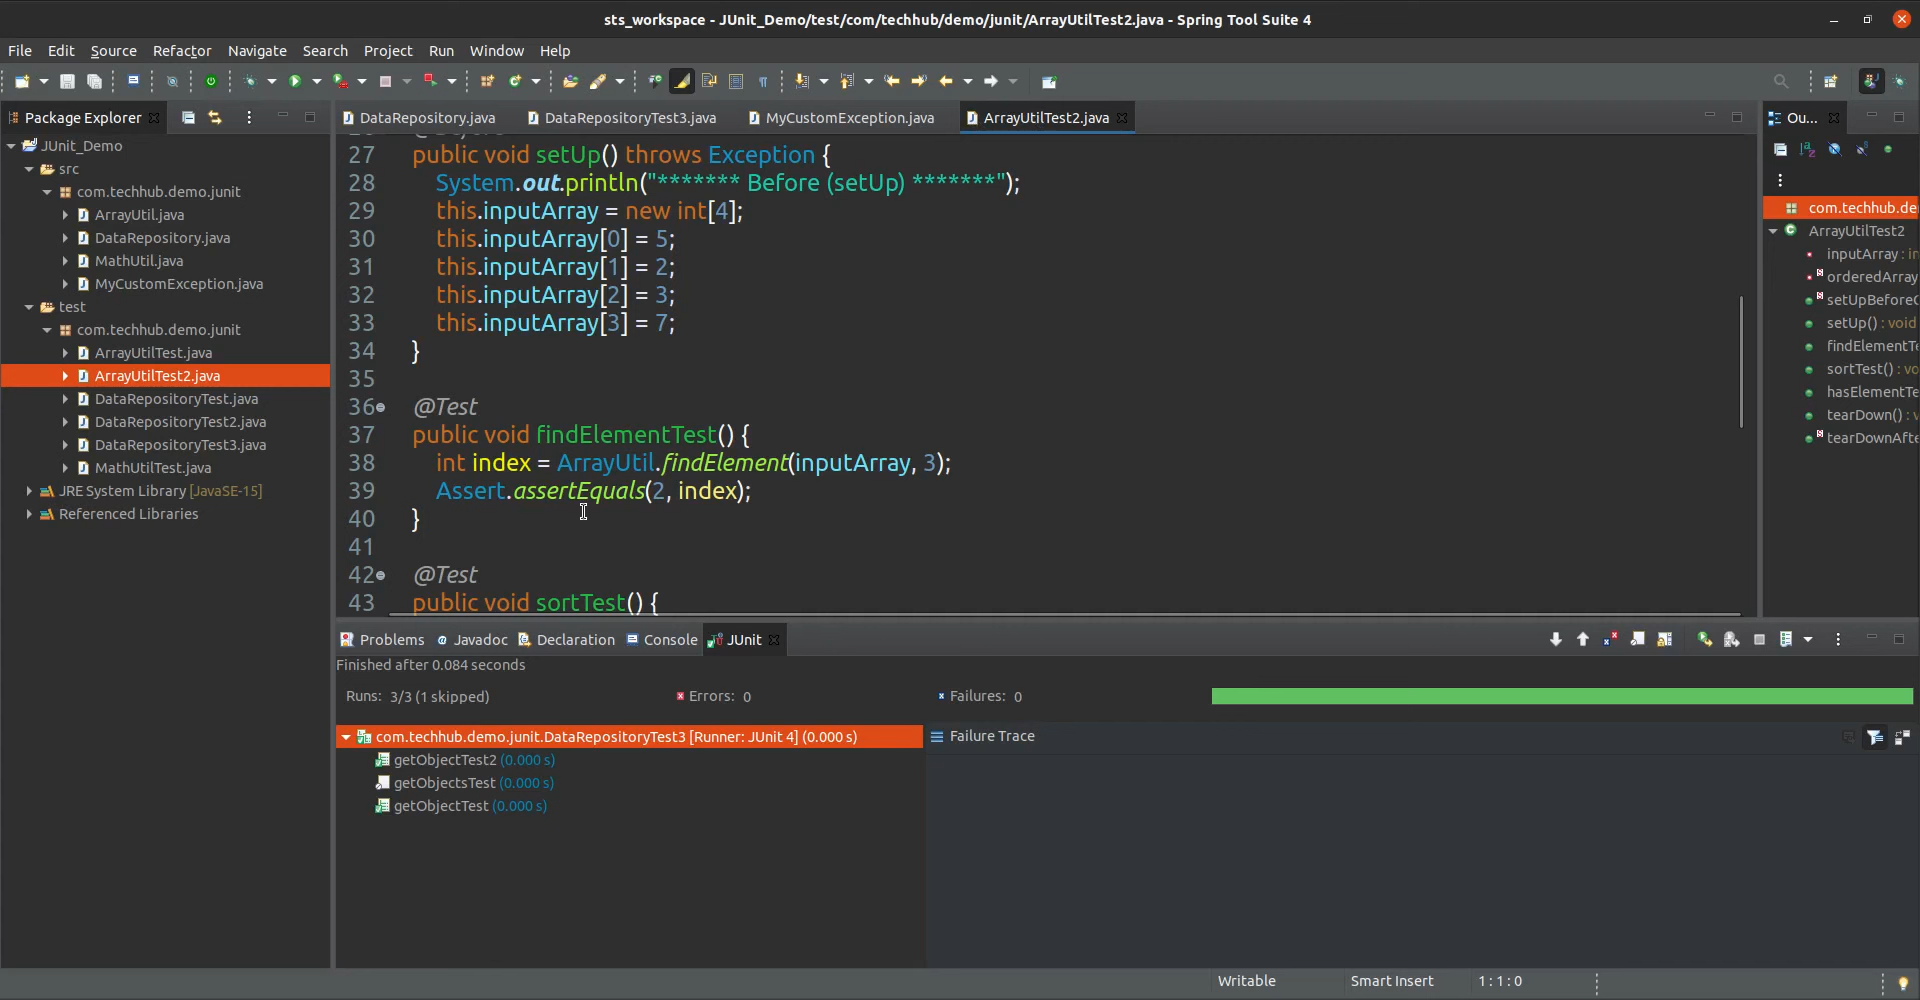 sts_workspace - JUnit_Demo/test/com/techhub/demo/junit/ArrayUtilTest2.java - Spring Tool Suite 4
File Edit Source Refactor Navigate Search Project Run Window Help
Package Explorer
JUnit_Demo
src
com.techhub.demo.junit
ArrayUtil.java
DataRepository.java
MathUtil.java
MyCustomException.java
test
com.techhub.demo.junit
ArrayUtilTest.java
ArrayUtilTest2.java
DataRepositoryTest.java
DataRepositoryTest2.java
DataRepositoryTest3.java
MathUtilTest.java
JRE System Library [JavaSE-15]
Referenced Libraries
DataRepository.java DataRepositoryTest3.java MyCustomException.java ArrayUtilTest2.java
27 public void setUp() throws Exception {
28 System.out.println("******* Before (setUp) *******");
29 this.inputArray = new int[4];
30 this.inputArray[0] = 5;
31 this.inputArray[1] = 2;
32 this.inputArray[2] = 3;
33 this.inputArray[3] = 7;
34 }
35
36 @Test
37 public void findElementTest() {
38 int index = ArrayUtil.findElement(inputArray, 3);
39 Assert.assertEquals(2, index);
40 }
41
42 @Test
43 public void sortTest() {
Ou...
com.techhub.de
ArrayUtilTest2
inputArray : in
orderedArray
setUpBefore
setUp() : void
findElementTe
sortTest() : vo
hasElementTe
tearDown() : v
tearDownAfte
Problems Javadoc Declaration Console JUnit
Finished after 0.084 seconds
Runs: 3/3 (1 skipped) Errors: 0 Failures: 0
com.techhub.demo.junit.DataRepositoryTest3 [Runner: JUnit 4] (0.000 s)
getObjectTest2 (0.000 s)
getObjectsTest (0.000 s)
getObjectTest (0.000 s)
Failure Trace
Writable Smart Insert 1 : 1 : 0